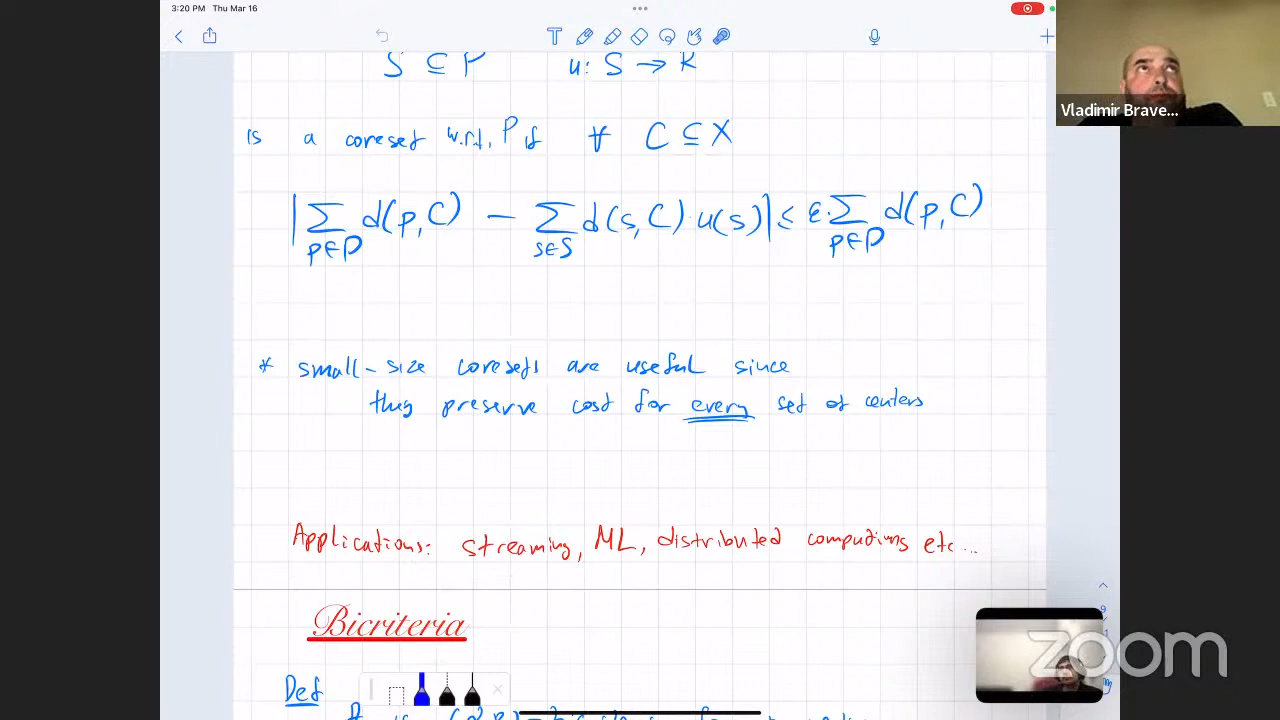 3:20 PM Thu Mar 16
S ⊆ P u: S → R
is a coreset w.r.t. P if ∀ C ⊆ X
|∑_{p∈P} d(p,C) − ∑_{s∈S} d(s,C)·u(s)| ≤ ε·∑_{p∈P} d(p,C)
* small-size coresets are useful since
they preserve cost for every set of centers
Applications: streaming, ML, distributed computing etc...
Bicriteria
Def
Vladimir Brave...
zoom